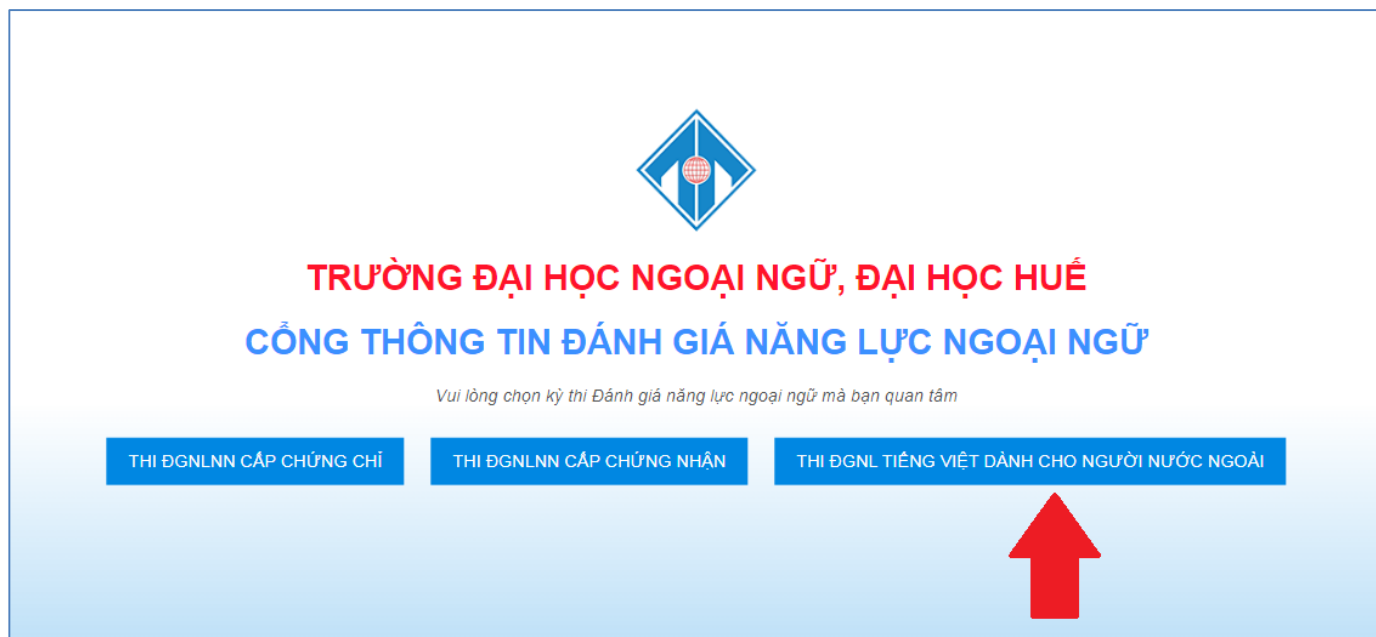 TRƯỜNG ĐẠI HỌC NGOẠI NGỮ, ĐẠI HỌC HUẾ
CỔNG THÔNG TIN ĐÁNH GIÁ NĂNG LỰC NGOẠI NGỮ
Vui lòng chọn kỳ thi Đánh giá năng lực ngoại ngữ mà bạn quan tâm
THI ĐGNLNN CẤP CHỨNG CHỈ
THI ĐGNLNN CẤP CHỨNG NHẬN
THI ĐGNL TIẾNG VIỆT DÀNH CHO NGƯỜI NƯỚC NGOÀI